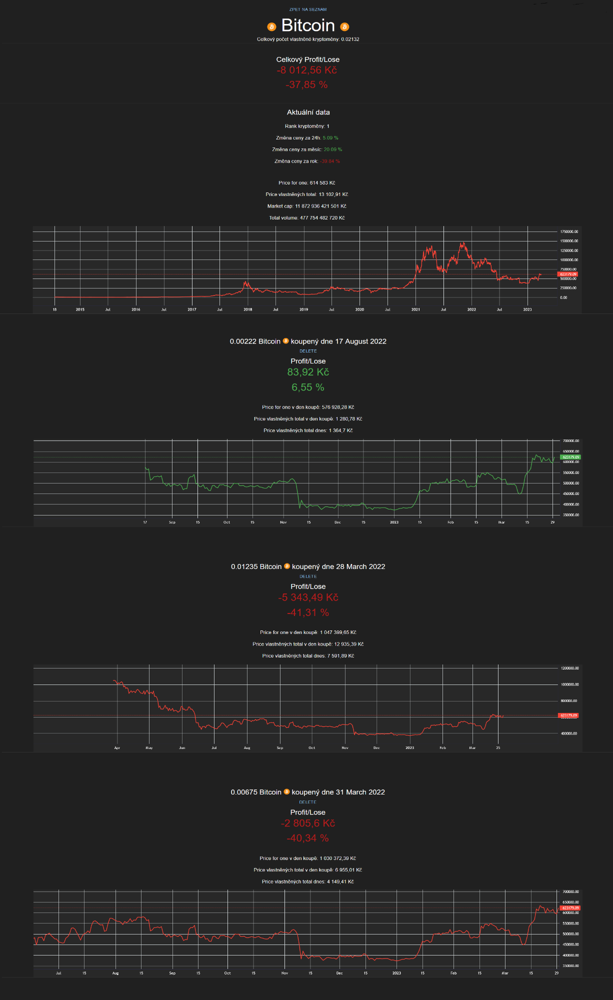 ZPET NA SEZNAM
Bitcoin
Celkový počet vlastněné kryptoměny: 0.02132
Celkový Profit/Lose
-8 012,56 Kč
-37,85 %
Aktuální data
Rank kryptoměny: 1
Změna ceny za 24h: 5.09 %
Změna ceny za měsíc: 20.09 %
Změna ceny za rok: -39.84 %
Price for one: 614 583 Kč
Price vlastněných total: 13 102,91 Kč
Market cap: 11 872 936 421 501 Kč
Total volume: 477 754 482 720 Kč
1750000.00
1500000.00
1250000.00
1000000.00
750000.00
623179.09
500000.00
250000.00
0.00
18 2015 Jul 2016 Jul 2017 Jul 2018 Jul 2019 Jul 2020 Jul 2021 Jul 2022 Jul 2023
0.00222 Bitcoin koupený dne 17 August 2022
DELETE
Profit/Lose
83,92 Kč
6,55 %
Price for one v den koupě: 576 928,28 Kč
Price vlastněných total v den koupě: 1 280,78 Kč
Price vlastněných total dnes: 1 364,7 Kč
700000.00
650000.00
623179.09
600000.00
550000.00
500000.00
450000.00
400000.00
350000.00
17 Sep 15 Oct 15 Nov 15 Dec 15 2023 15 Feb 15 Mar 15 29
0.01235 Bitcoin koupený dne 28 March 2022
DELETE
Profit/Lose
-5 343,49 Kč
-41,31 %
Price for one v den koupě: 1 047 399,65 Kč
Price vlastněných total v den koupě: 12 935,39 Kč
Price vlastněných total dnes: 7 591,89 Kč
1200000.00
1000000.00
800000.00
623179.09
400000.00
Apr May Jun Jul Aug Sep Oct Nov Dec 2023 Feb Mar 25
0.00675 Bitcoin koupený dne 31 March 2022
DELETE
Profit/Lose
-2 805,6 Kč
-40,34 %
Price for one v den koupě: 1 030 372,39 Kč
Price vlastněných total v den koupě: 6 955,01 Kč
Price vlastněných total dnes: 4 149,41 Kč
700000.00
650000.00
623179.09
600000.00
550000.00
500000.00
450000.00
400000.00
350000.00
Jul 15 Aug 15 Sep 15 Oct 15 Nov 15 Dec 15 2023 15 Feb 15 Mar 15 29